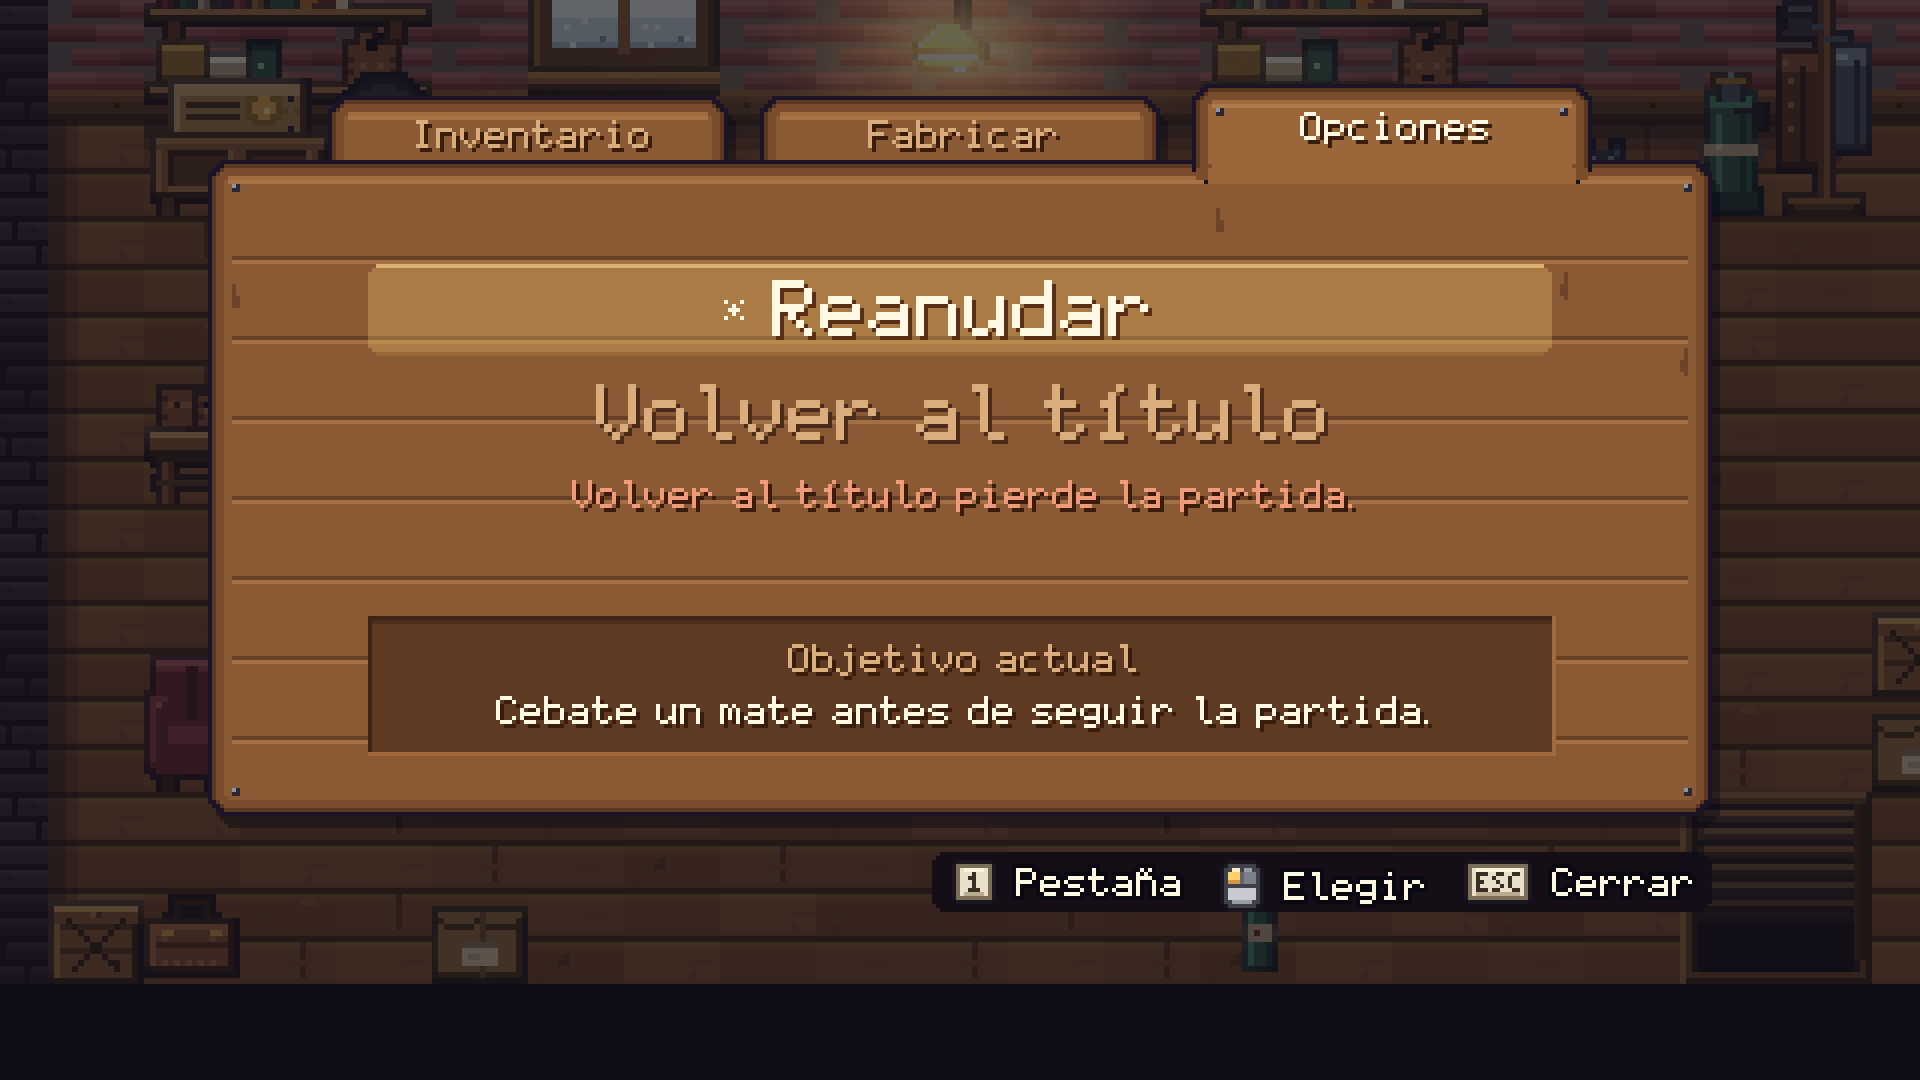 Inventario
Fabricar
Opciones
Reanudar
Volver al título
Volver al título pierde la partida.
Objetivo actual
Cebate un mate antes de seguir la partida.
1 Pestaña
Elegir
ESC Cerrar